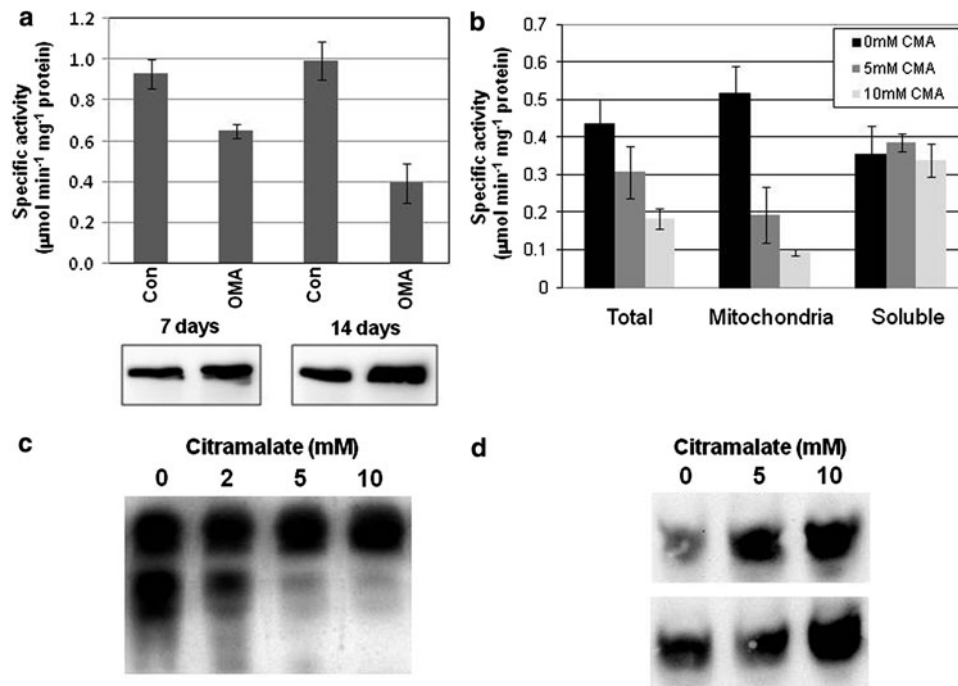 a
Specific activity
(µmol min⁻¹ mg⁻¹ protein)
1.2
1.0
0.8
0.6
0.4
0.2
0.0
Con
OMA
Con
OMA
7 days
14 days
b
Specific activity
(µmol min⁻¹ mg⁻¹ protein)
0.7
0.6
0.5
0.4
0.3
0.2
0.1
0
0mM CMA
5mM CMA
10mM CMA
Total
Mitochondria
Soluble
c
Citramalate (mM)
0 2 5 10
d
Citramalate (mM)
0 5 10